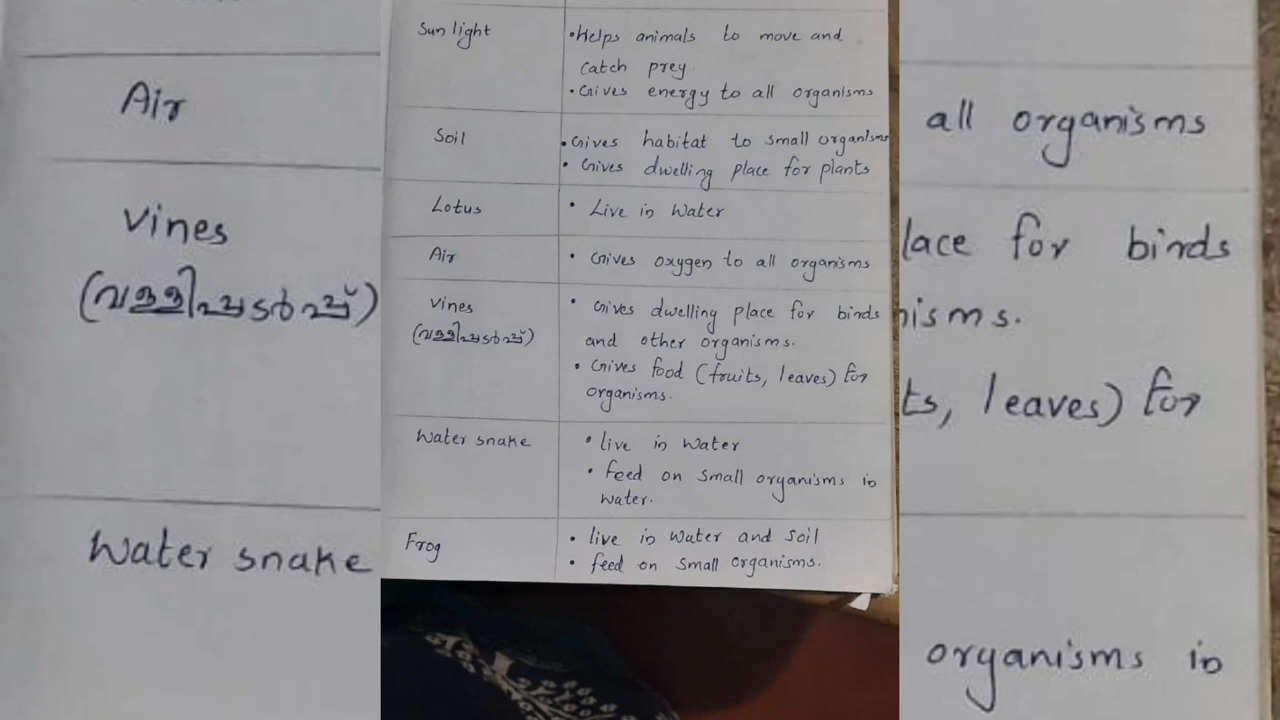 Sun light
•Helps animals to move and
catch prey.
•Gives energy to all organisms
Soil
•Gives habitat to small organisms
• Gives dwelling place for plants
Lotus
• Live in Water
Air
• Gives oxygen to all organisms
Vines
(വള്ളിപ്പടർപ്പ്)
• Gives dwelling place for birds
and other organisms.
• Gives food (fruits, leaves) for
organisms.
Water snake
• live in Water
• Feed on small organisms in
water.
Frog
• live in Water and Soil
• feed on small organisms.
Air
Vines
(വള്ളിപ്പടർപ്പ്)
Water snake
all organisms
lace for birds
nisms.
ts, leaves) for
organisms in